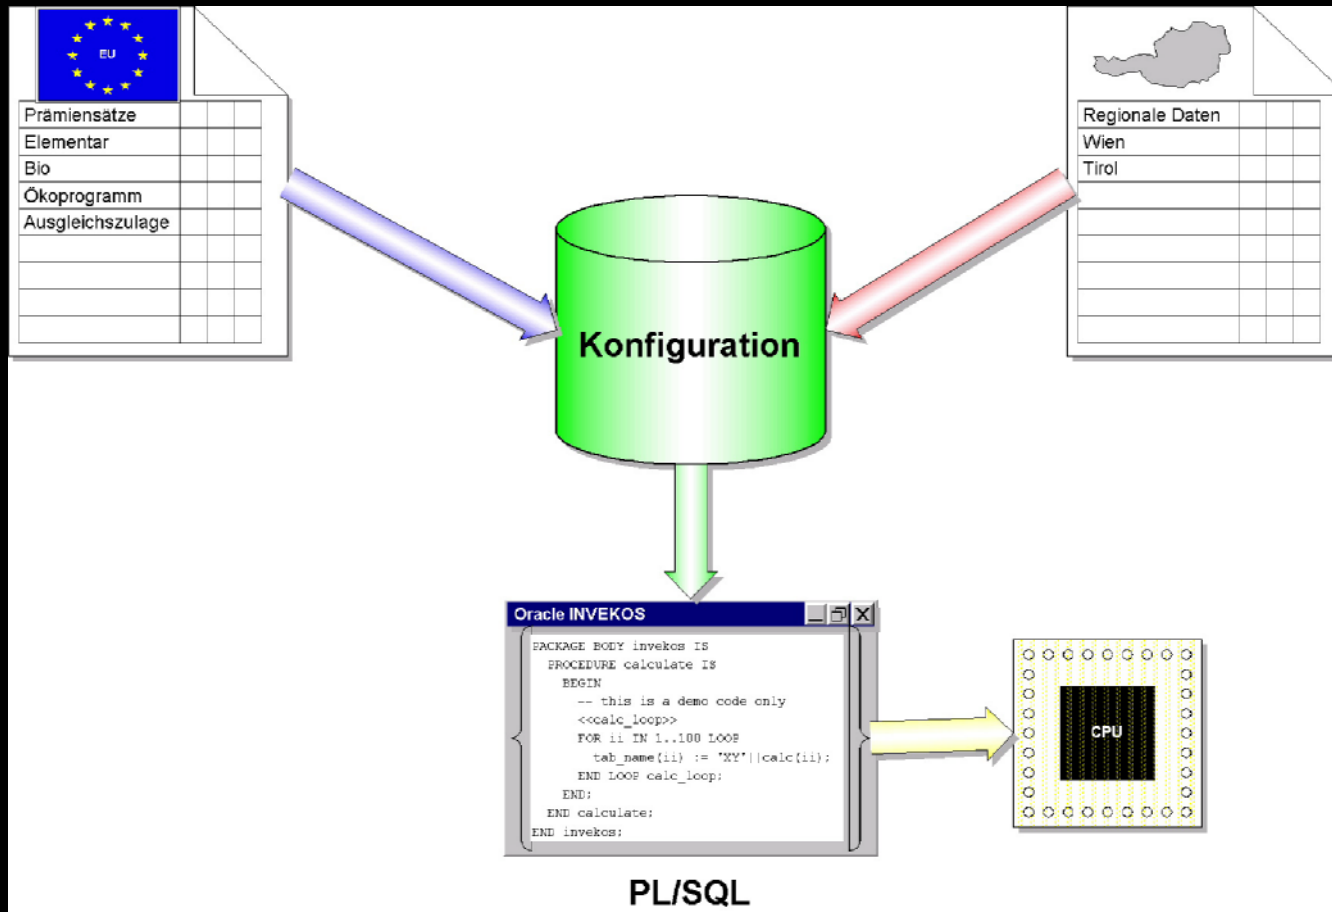 EU
Prämiensätze
Elementar
Bio
Ökoprogramm
Ausgleichszulage
Regionale Daten
Wien
Tirol
Konfiguration
Oracle INVEKOS
PACKAGE BODY invekos IS
PROCEDURE calculate IS
BEGIN
-- this is a demo code only
<<calc_loop>>
FOR ii IN 1..100 LOOP
tab_name(ii) := "XY"||calc(ii);
END LOOP calc_loop;
END;
END calculate;
END invekos;
CPU
PL/SQL